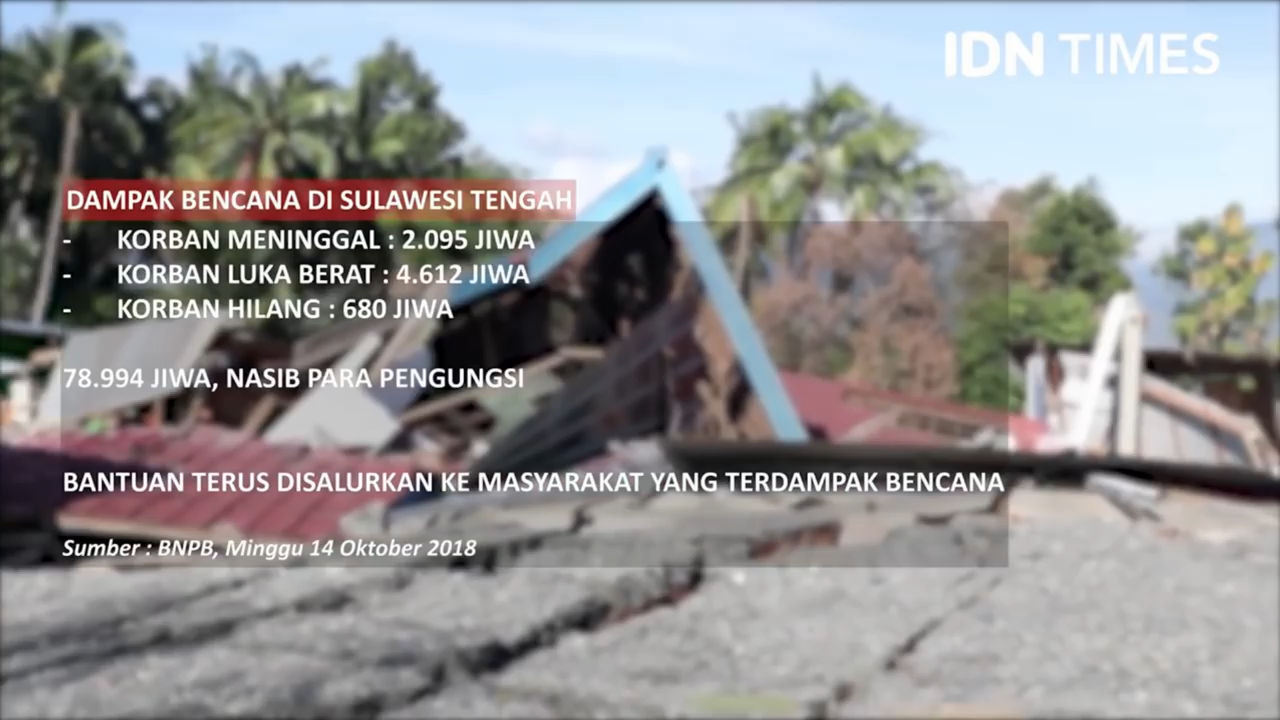 IDN TIMES
DAMPAK BENCANA DI SULAWESI TENGAH
- KORBAN MENINGGAL : 2.095 JIWA
- KORBAN LUKA BERAT : 4.612 JIWA
- KORBAN HILANG : 680 JIWA
78.994 JIWA, NASIB PARA PENGUNGSI
BANTUAN TERUS DISALURKAN KE MASYARAKAT YANG TERDAMPAK BENCANA
Sumber : BNPB, Minggu 14 Oktober 2018